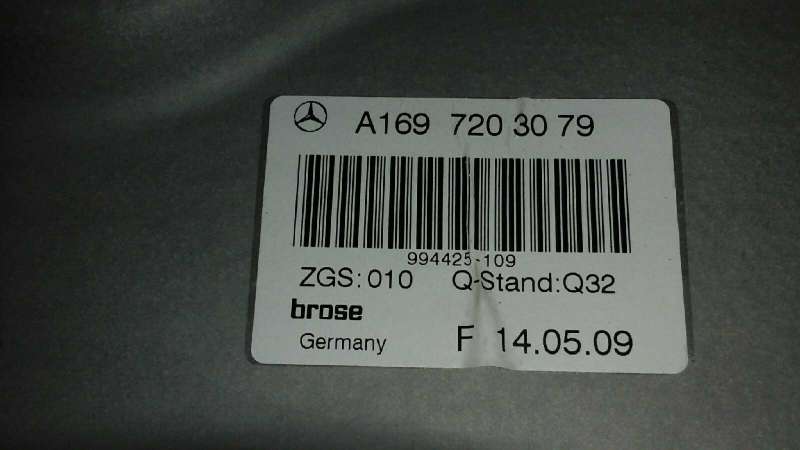 A169 720 30 79
994425-109
ZGS:010 Q-Stand:Q32
brose
Germany F 14.05.09